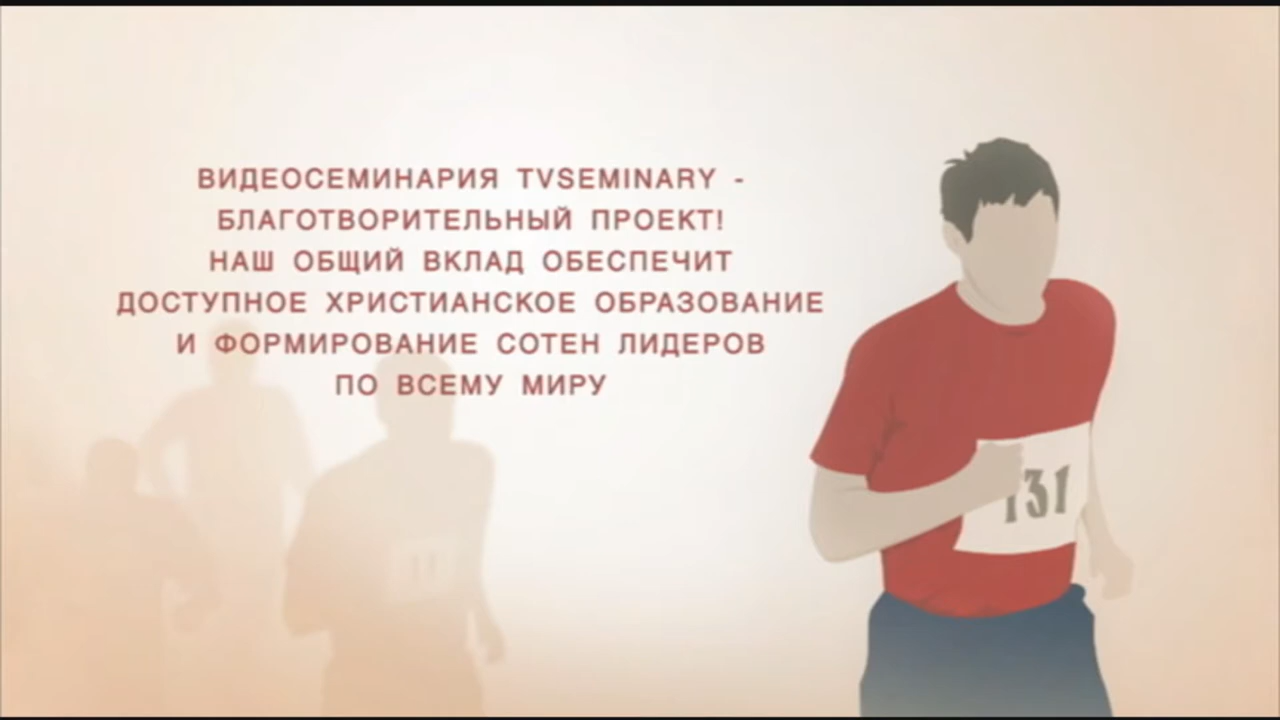 ВИДЕОСЕМИНАРИЯ TVSEMINARY -
БЛАГОТВОРИТЕЛЬНЫЙ ПРОЕКТ!
НАШ ОБЩИЙ ВКЛАД ОБЕСПЕЧИТ
ДОСТУПНОЕ ХРИСТИАНСКОЕ ОБРАЗОВАНИЕ
И ФОРМИРОВАНИЕ СОТЕН ЛИДЕРОВ
ПО ВСЕМУ МИРУ
131